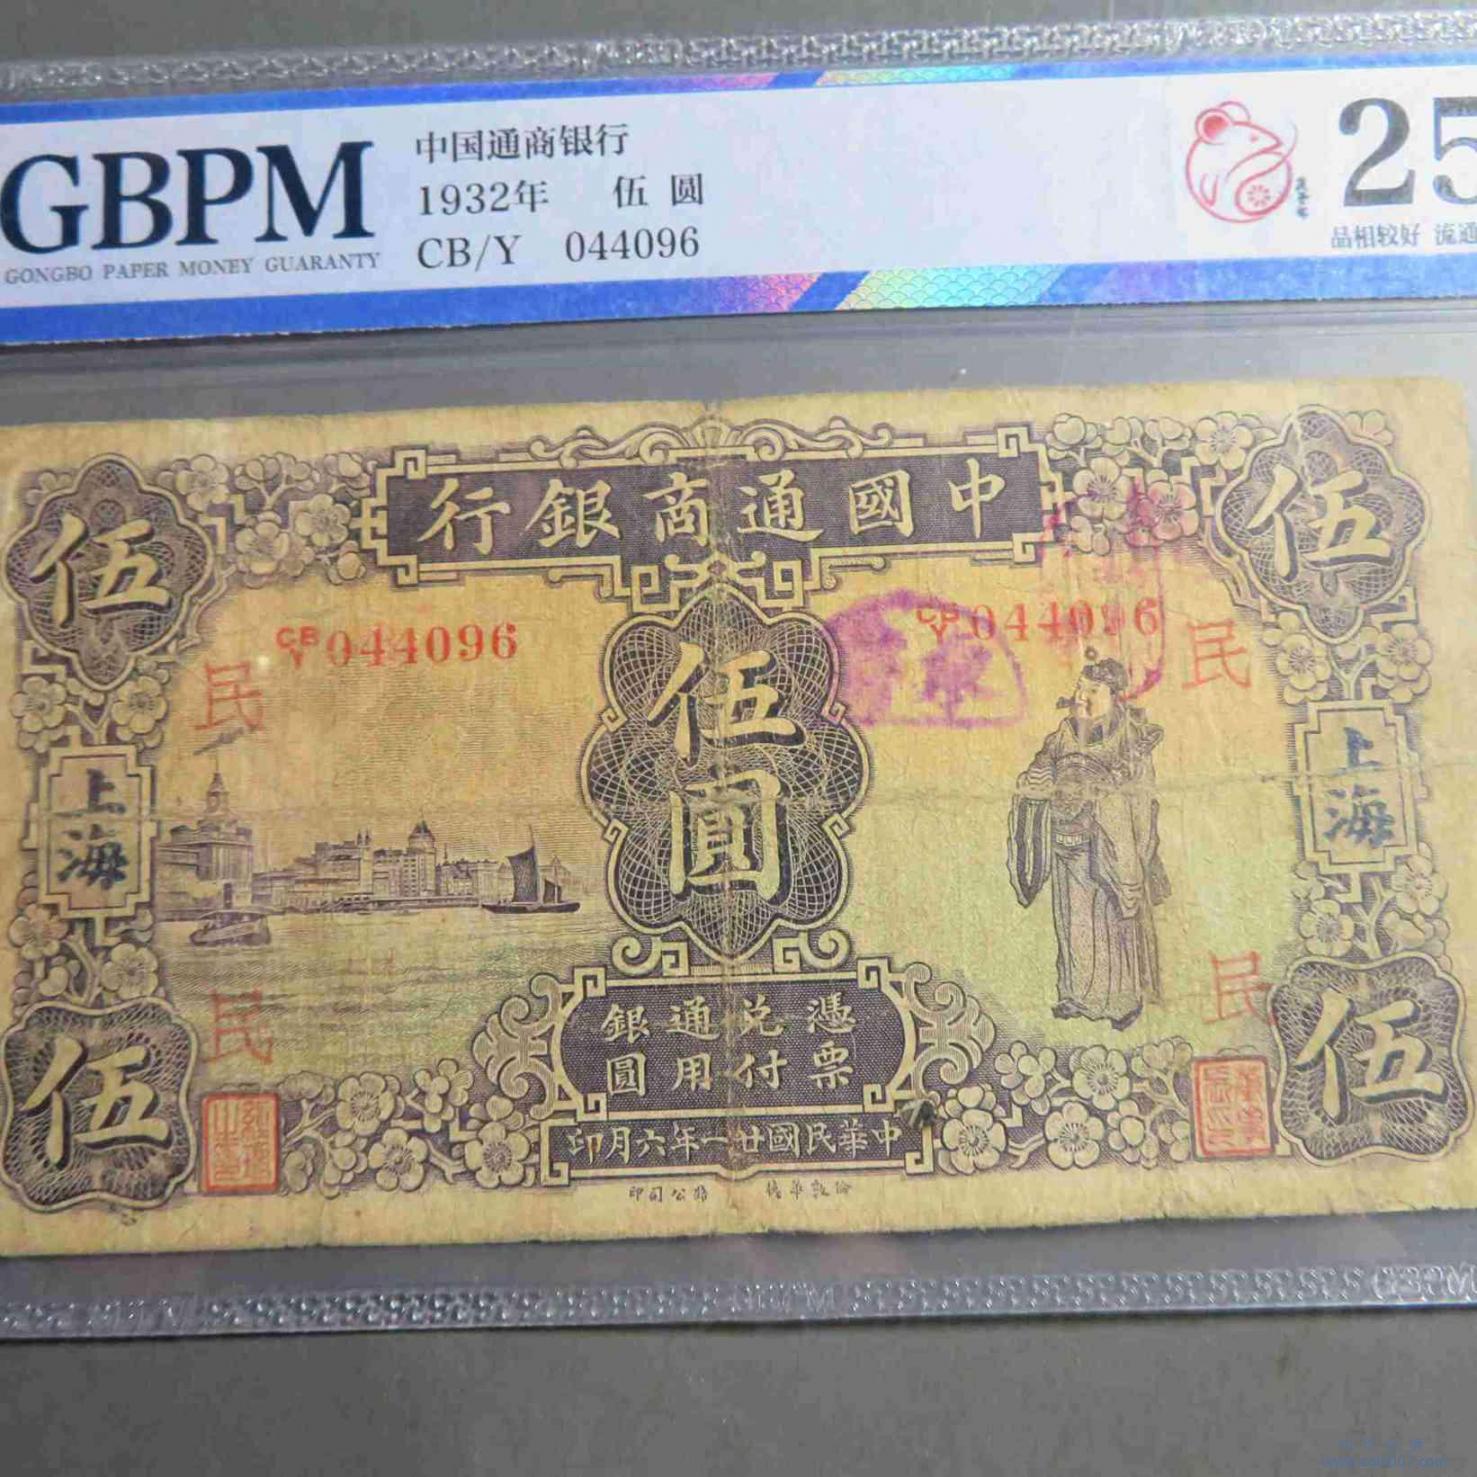 GBPM
GONGBO PAPER MONEY GUARANTY
中国通商银行
1932年 伍圆
CB/Y 044096
25
品相较好 流通
行銀商通國中
伍
伍
CB/Y 044096
CB/Y 044096
民
民
伍圓
上海
上海
民
民
銀通兑憑
圓用付票
伍
伍
印月六年一廿國民華中